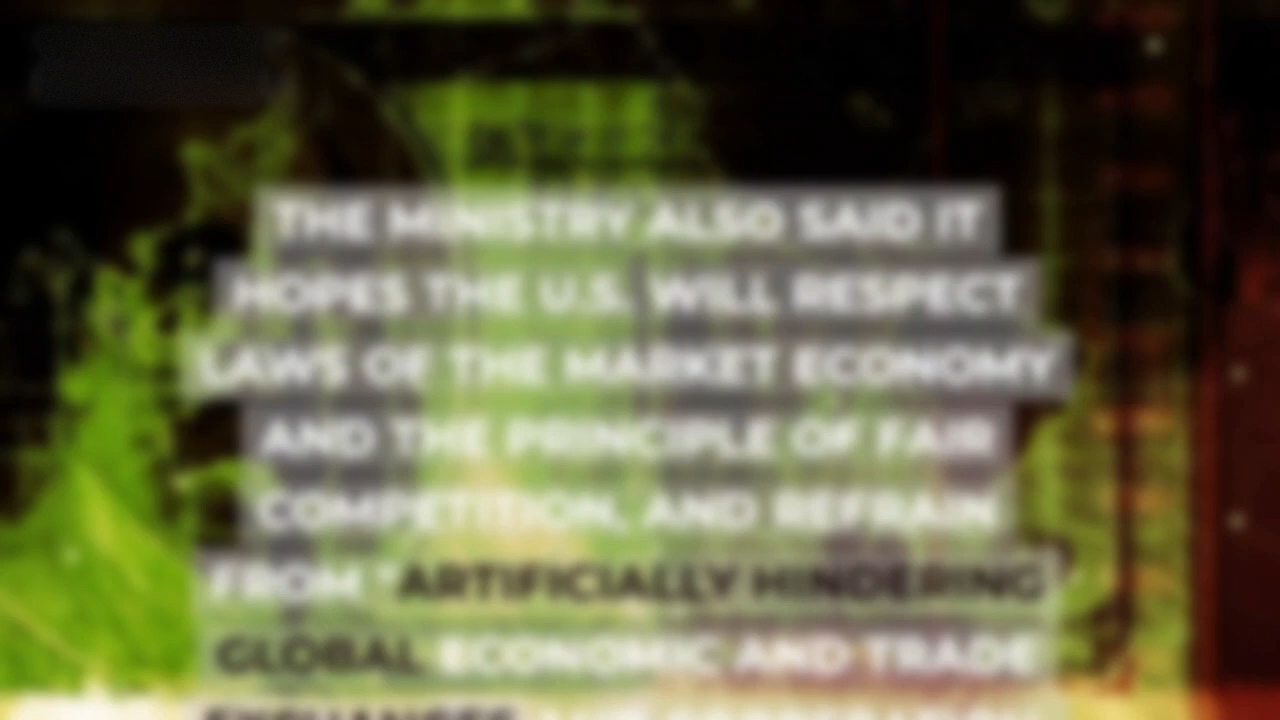 THE MINISTRY ALSO SAID IT
HOPES THE U.S. WILL RESPECT
LAWS OF THE MARKET ECONOMY
AND THE PRINCIPLE OF FAIR
COMPETITION, AND REFRAIN
FROM "ARTIFICIALLY HINDERING
GLOBAL ECONOMIC AND TRADE
EXCHANGES